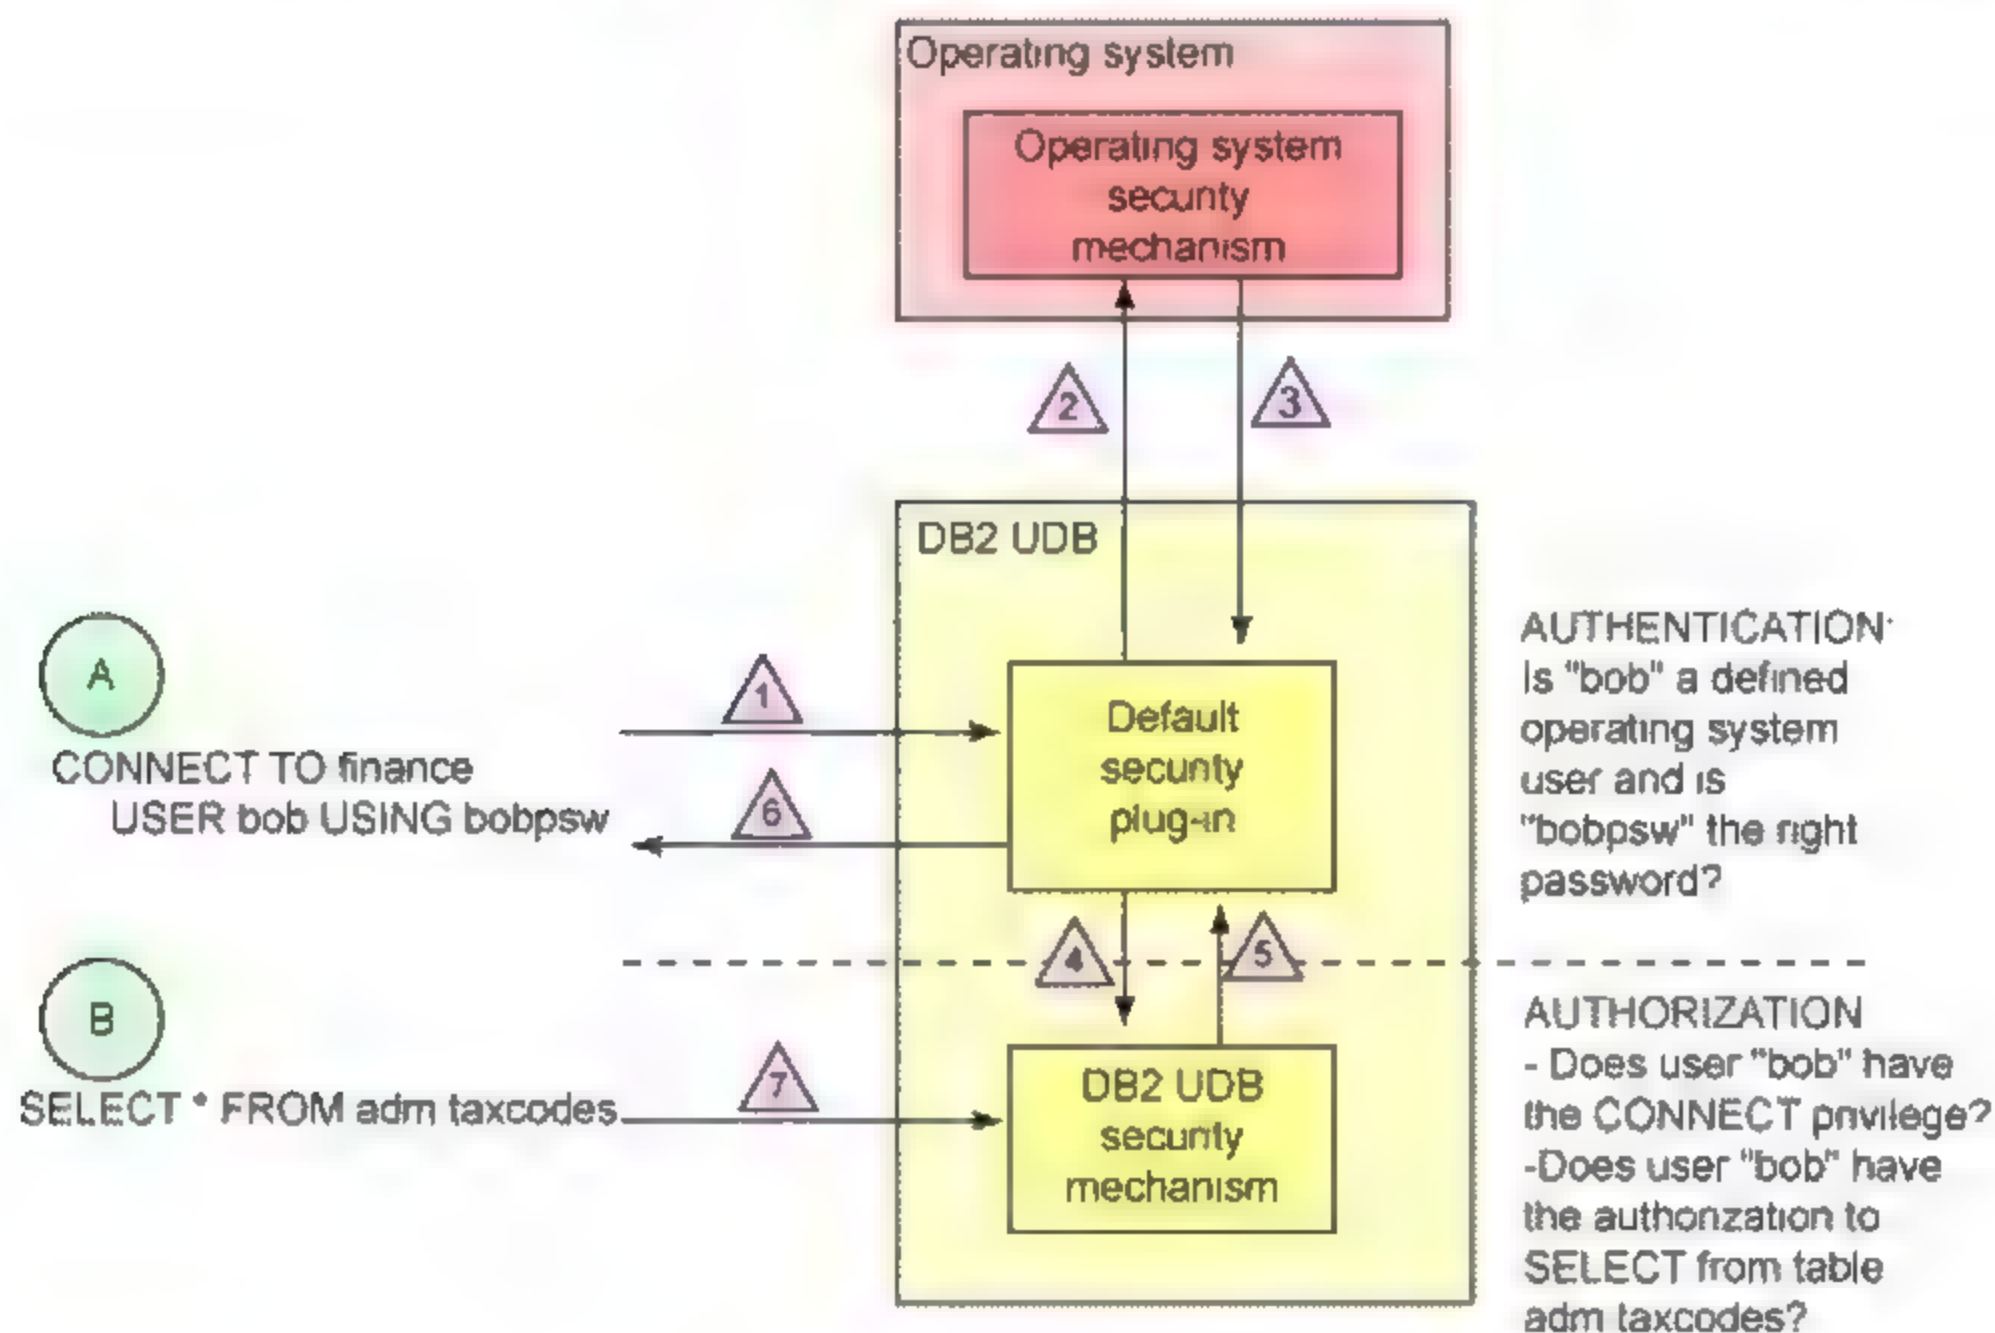 Operating system
Operating system
security
mechanism
2
3
DB2 UDB
A
1
CONNECT TO finance
USER bob USING bobpsw
6
Default
security
plug-in
AUTHENTICATION:
Is "bob" a defined
operating system
user and is
"bobpsw" the right
password?
4
5
B
SELECT * FROM adm taxcodes
7
DB2 UDB
security
mechanism
AUTHORIZATION
- Does user "bob" have
the CONNECT privilege?
-Does user "bob" have
the authorization to
SELECT from table
adm taxcodes?